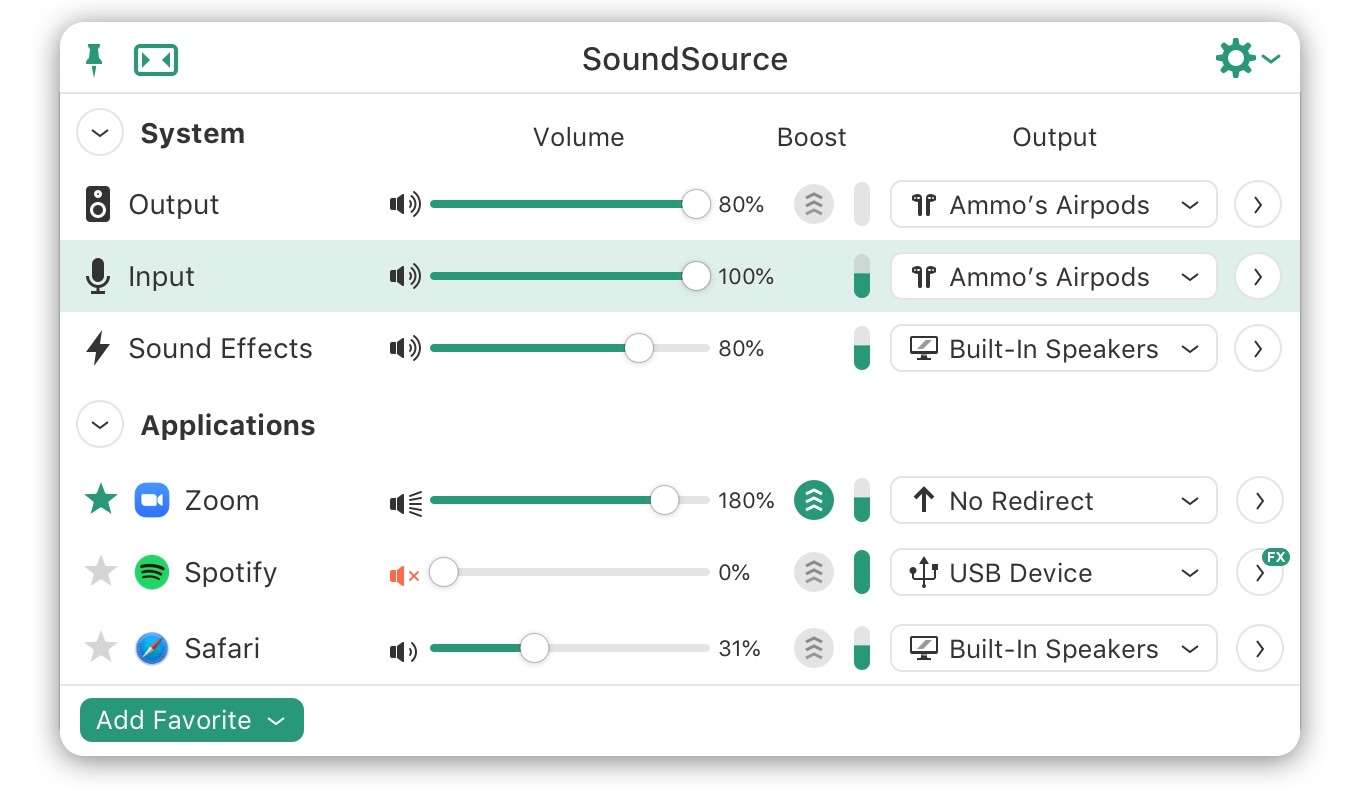 SoundSource
System Volume Boost Output
Output 80% Ammo’s Airpods
Input 100% Ammo’s Airpods
Sound Effects 80% Built-In Speakers
Applications
Zoom 180% No Redirect
Spotify 0% USB Device FX
Safari 31% Built-In Speakers
Add Favorite